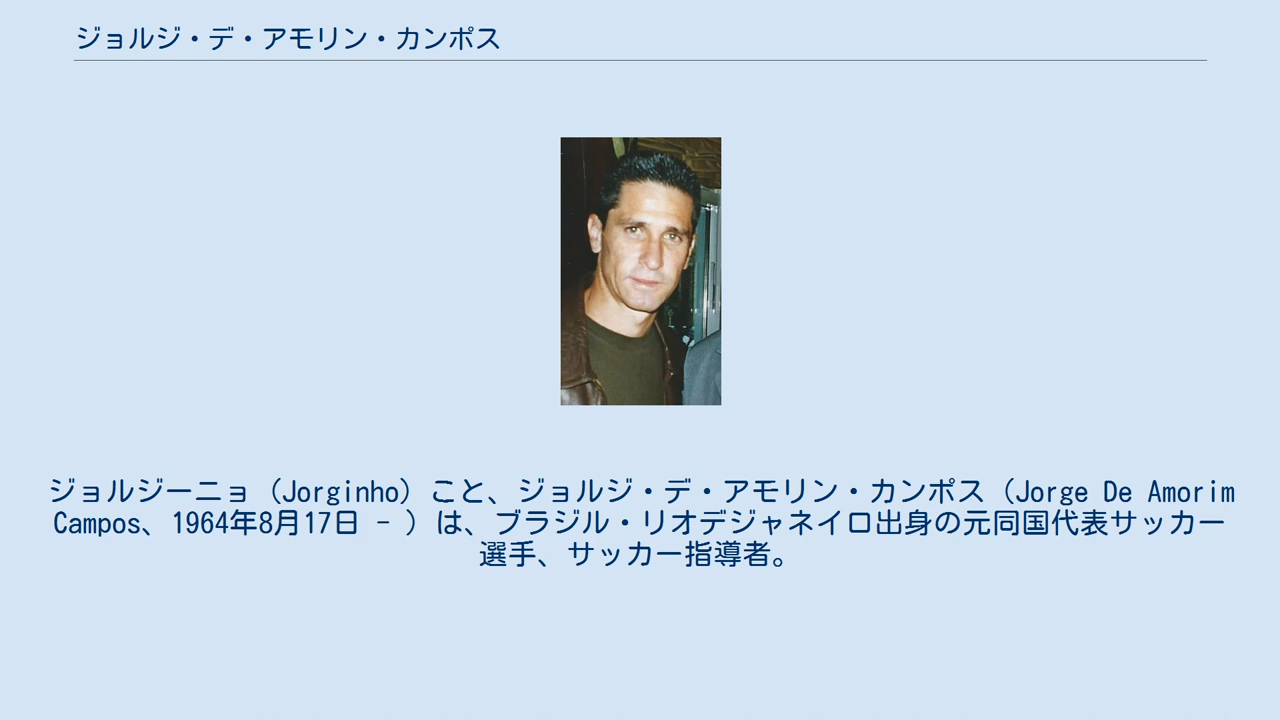 ジョルジ・デ・アモリン・カンポス
ジョルジーニョ（Jorginho）こと、ジョルジ・デ・アモリン・カンポス（Jorge De Amorim
Campos、1964年8月17日 - ）は、ブラジル・リオデジャネイロ出身の元同国代表サッカー
選手、サッカー指導者。